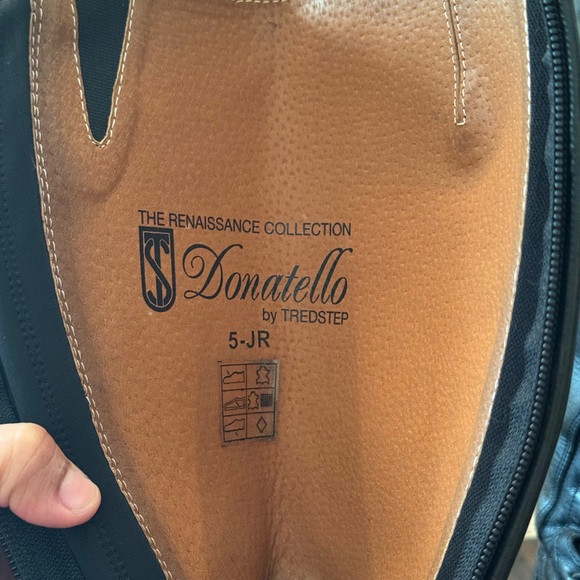 THE RENAISSANCE COLLECTION
TS Donatello
by TREDSTEP
5-JR